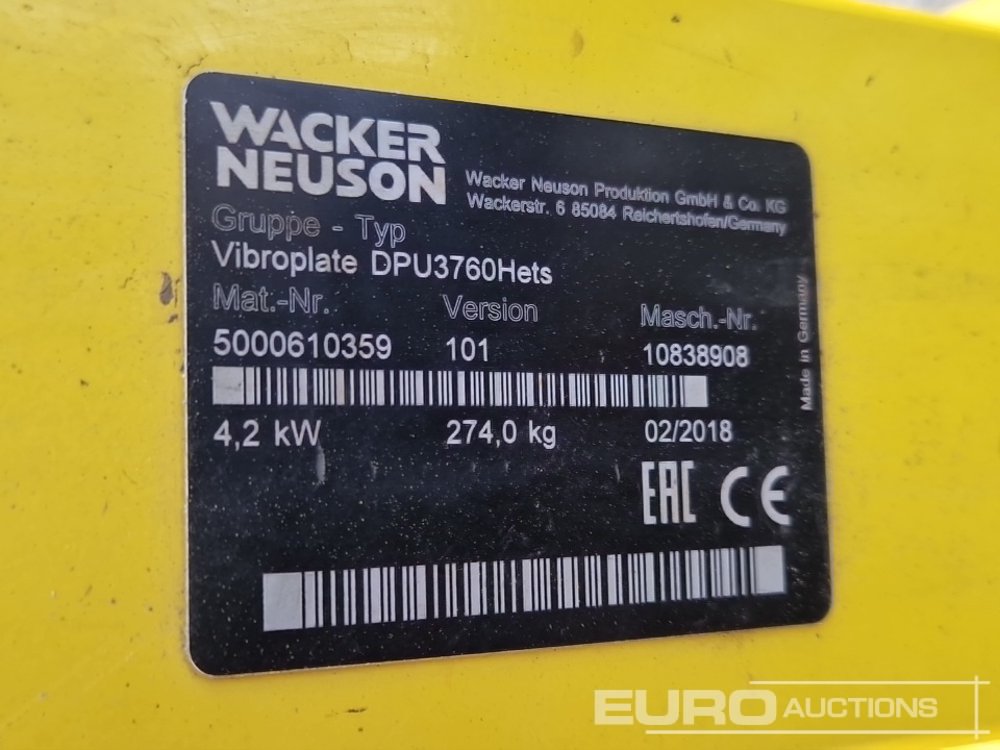 WACKER
NEUSON
Wacker Neuson Produktion GmbH & Co. KG
Wackerstr. 6 85084 Reichertshofen/Germany
Gruppe - Typ
Vibroplate DPU3760Hets
Mat.-Nr. Version Masch.-Nr.
5000610359 101 10838908
4,2 kW 274,0 kg 02/2018
Made in Germany
EAC CE
EURO AUCTIONS